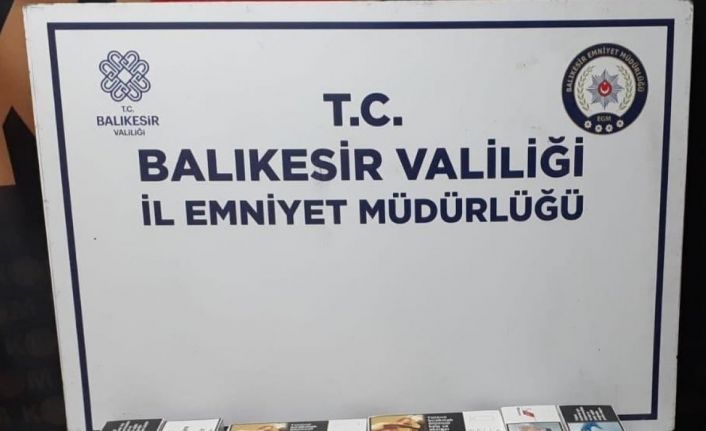 T.C.
BALIKESİR
VALİLİĞİ
BALIKESİR EMNİYET MÜDÜRLÜĞÜ
EGM
T.C.
BALIKESİR VALİLİĞİ
İL EMNİYET MÜDÜRLÜĞÜ